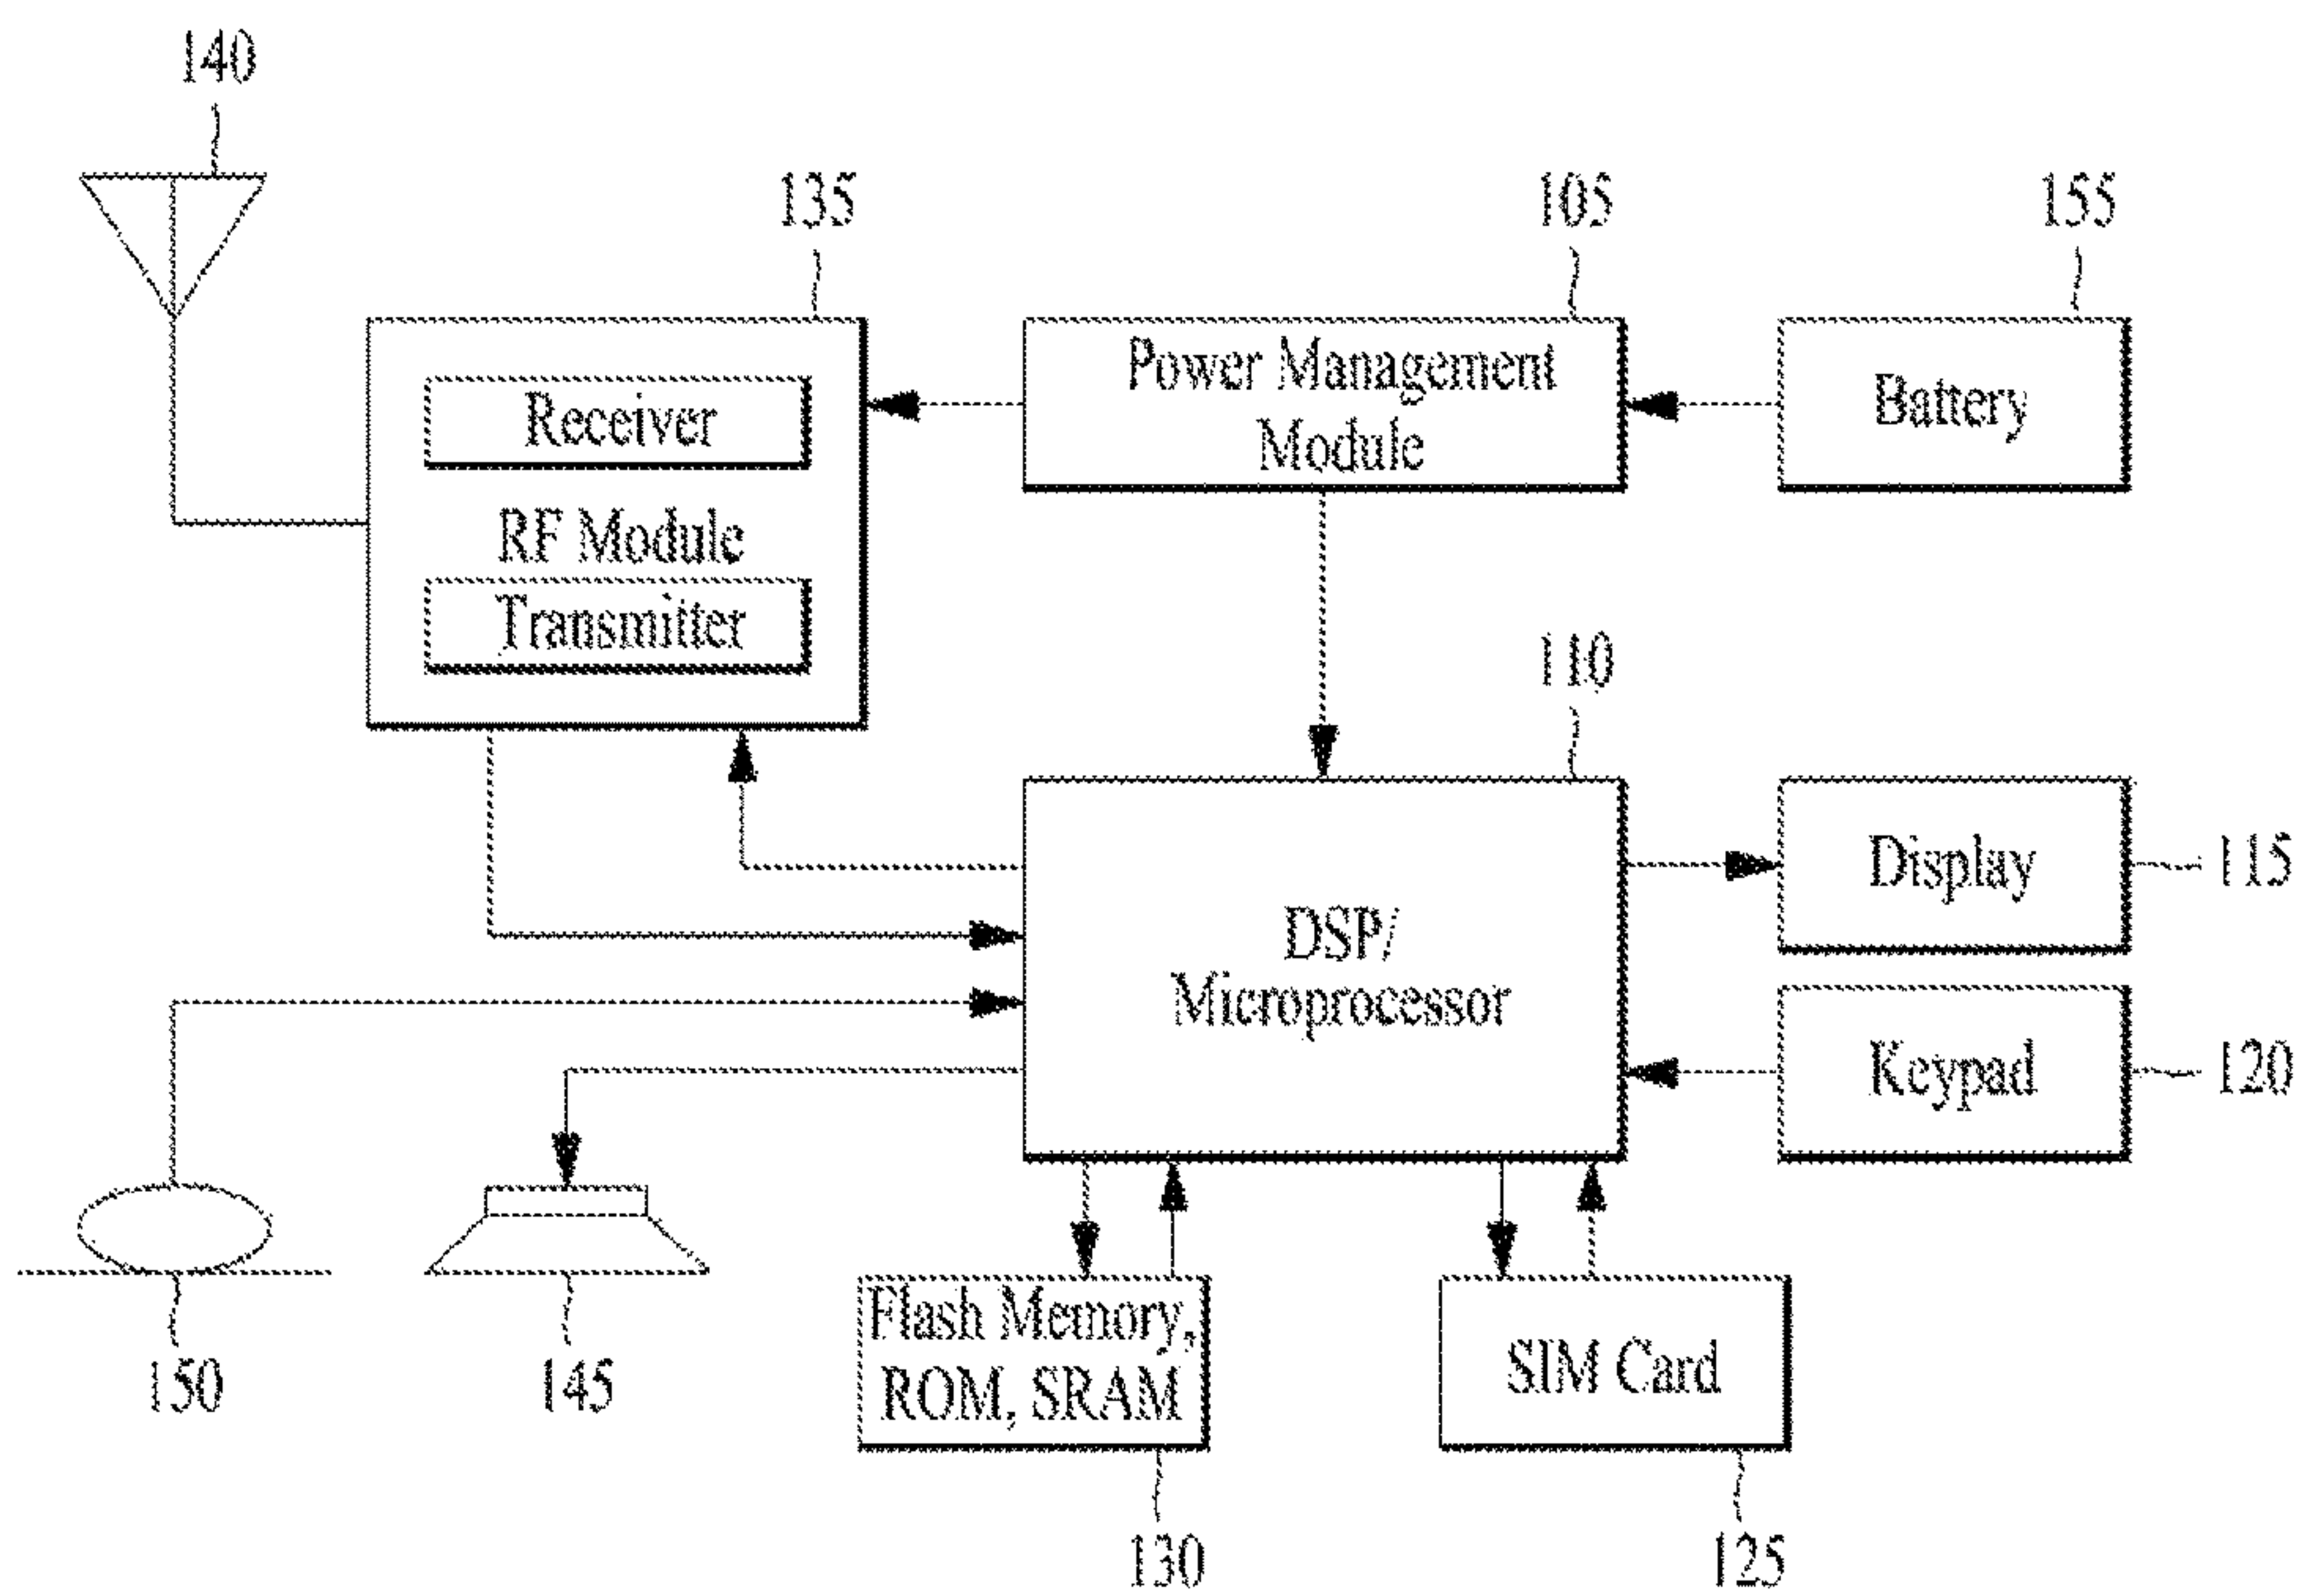 140
135
105
155
Receiver
RF Module
Transmitter
Power Management
Module
Battery
110
DSP/
Microprocessor
Display
115
Keypad
120
150
145
Flash Memory,
ROM, SRAM
SIM Card
130
125